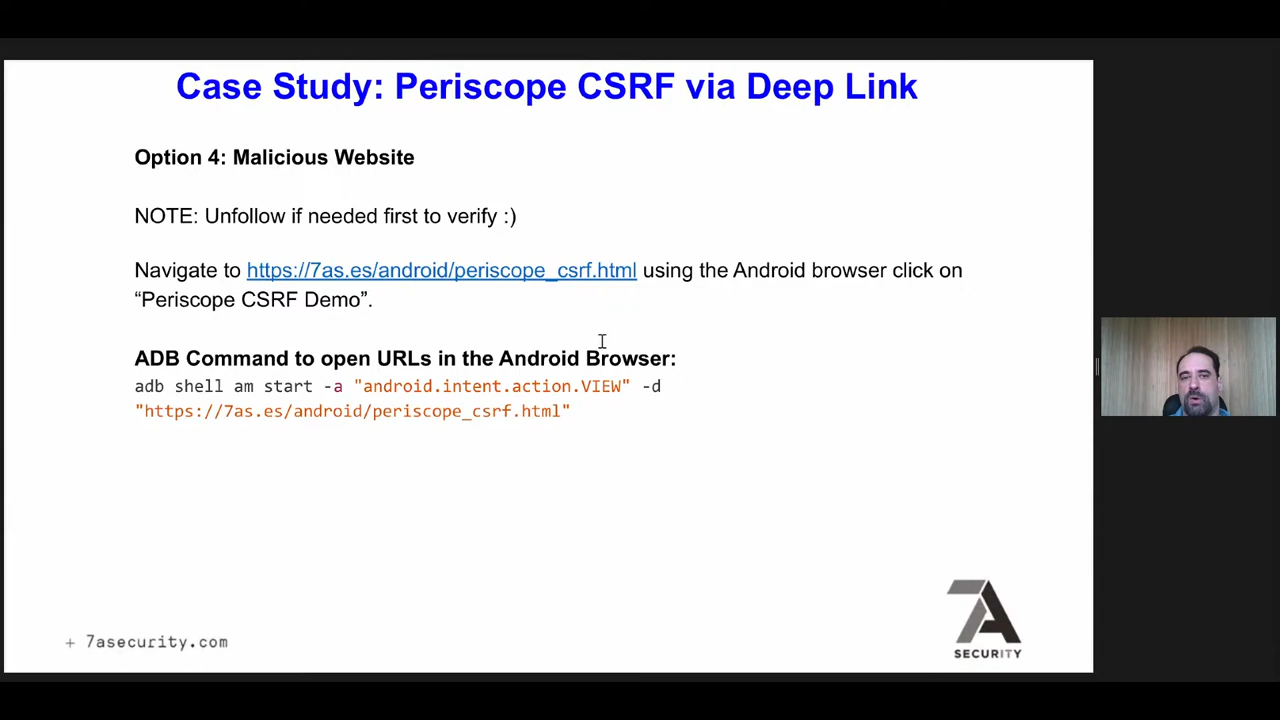 Case Study: Periscope CSRF via Deep Link
Option 4: Malicious Website
NOTE: Unfollow if needed first to verify :)
Navigate to https://7as.es/android/periscope_csrf.html using the Android browser click on
“Periscope CSRF Demo”.
ADB Command to open URLs in the Android Browser:
adb shell am start -a "android.intent.action.VIEW" -d
"https://7as.es/android/periscope_csrf.html"
+ 7asecurity.com
7A
SECURITY